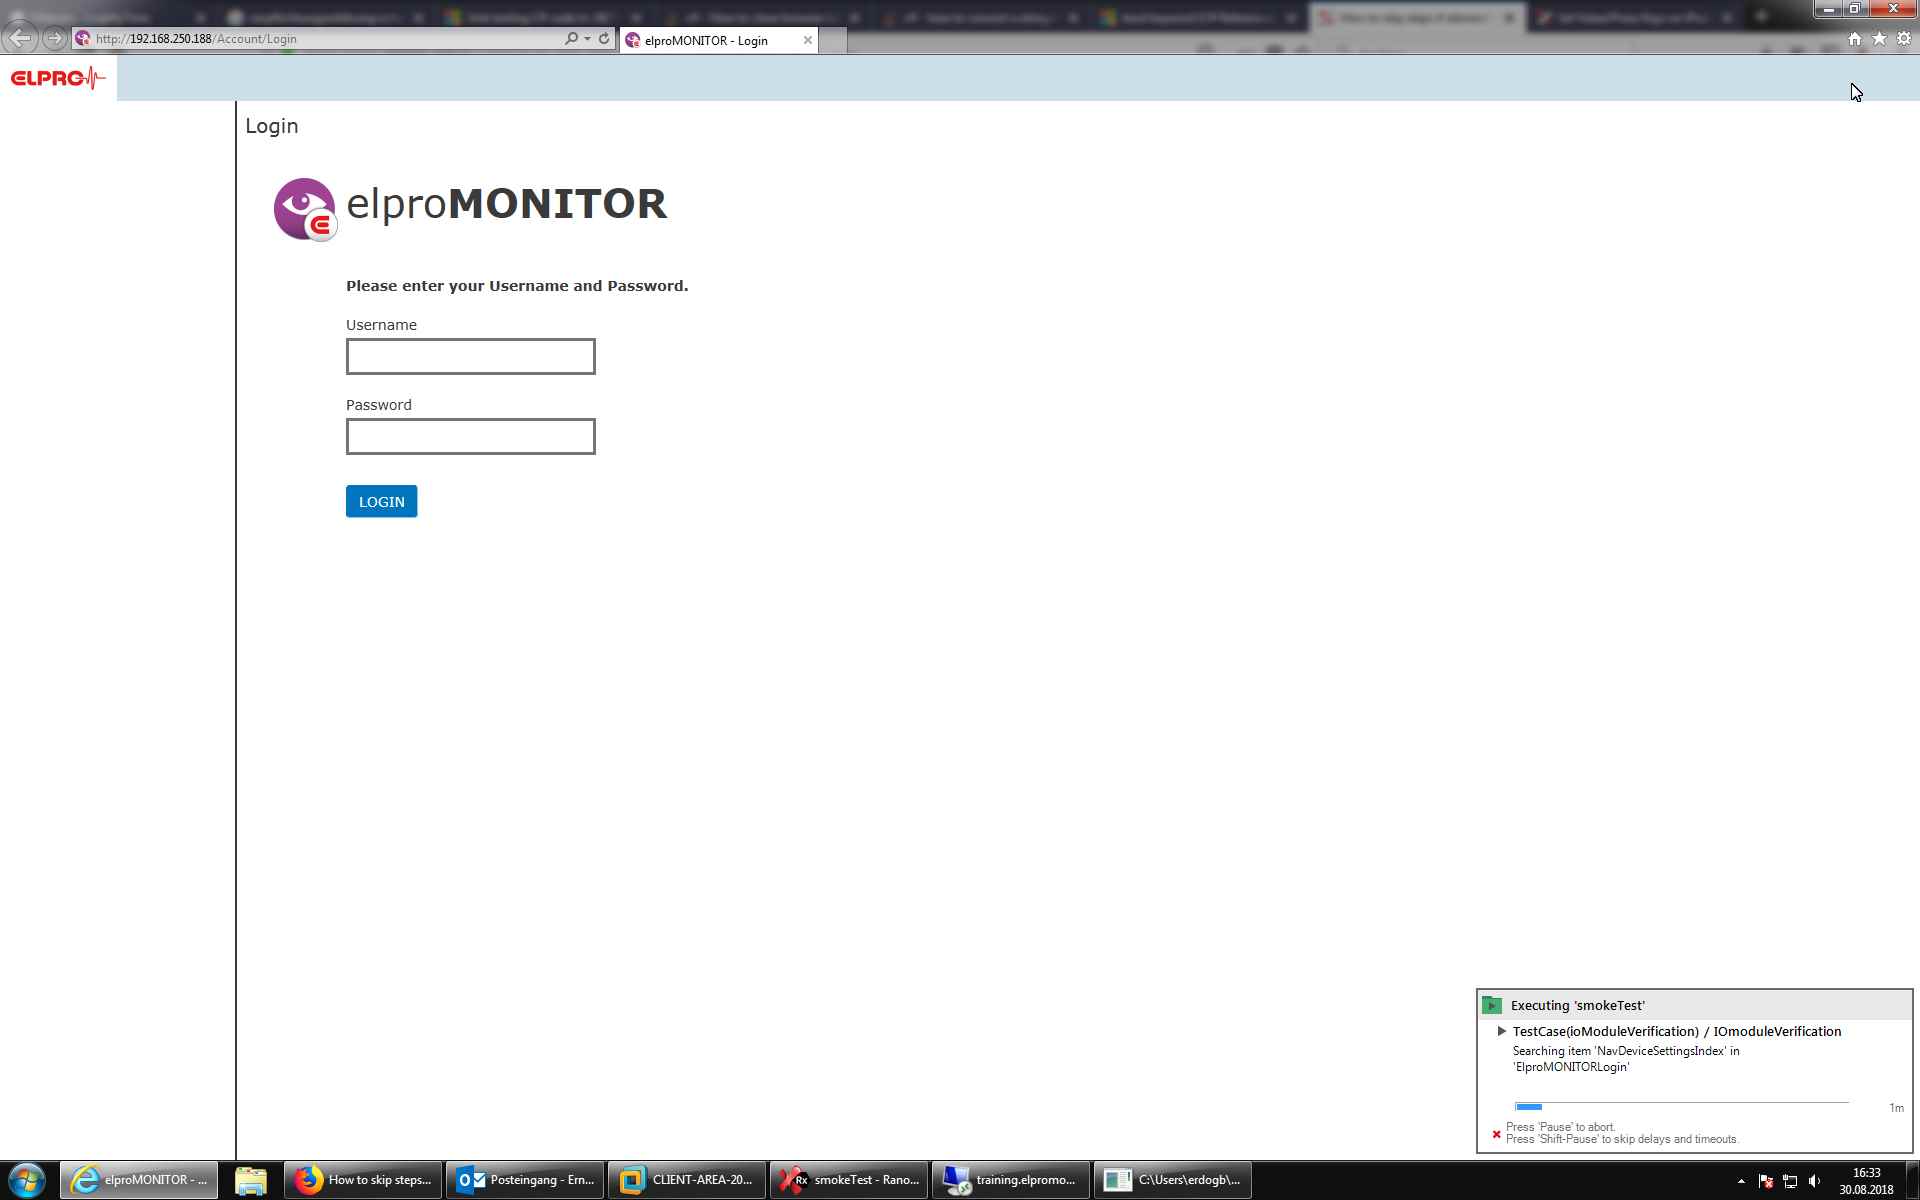 http://192.168.250.188/Account/Login
elproMONITOR - Login
ELPRO
Login
elproMONITOR
Please enter your Username and Password.
Username
Password
LOGIN
Executing 'smokeTest'
TestCase(ioModuleVerification) / IOmoduleVerification
Searching item 'NavDeviceSettingsIndex' in
'ElproMONITORLogin'
1m
Press 'Pause' to abort.
Press 'Shift-Pause' to skip delays and timeouts.
elproMONITOR - ...
How to skip steps...
Posteingang - Ern...
CLIENT-AREA-20...
smokeTest - Rano...
training.elpromo...
C:\Users\erdogb\...
16:33
30.08.2018